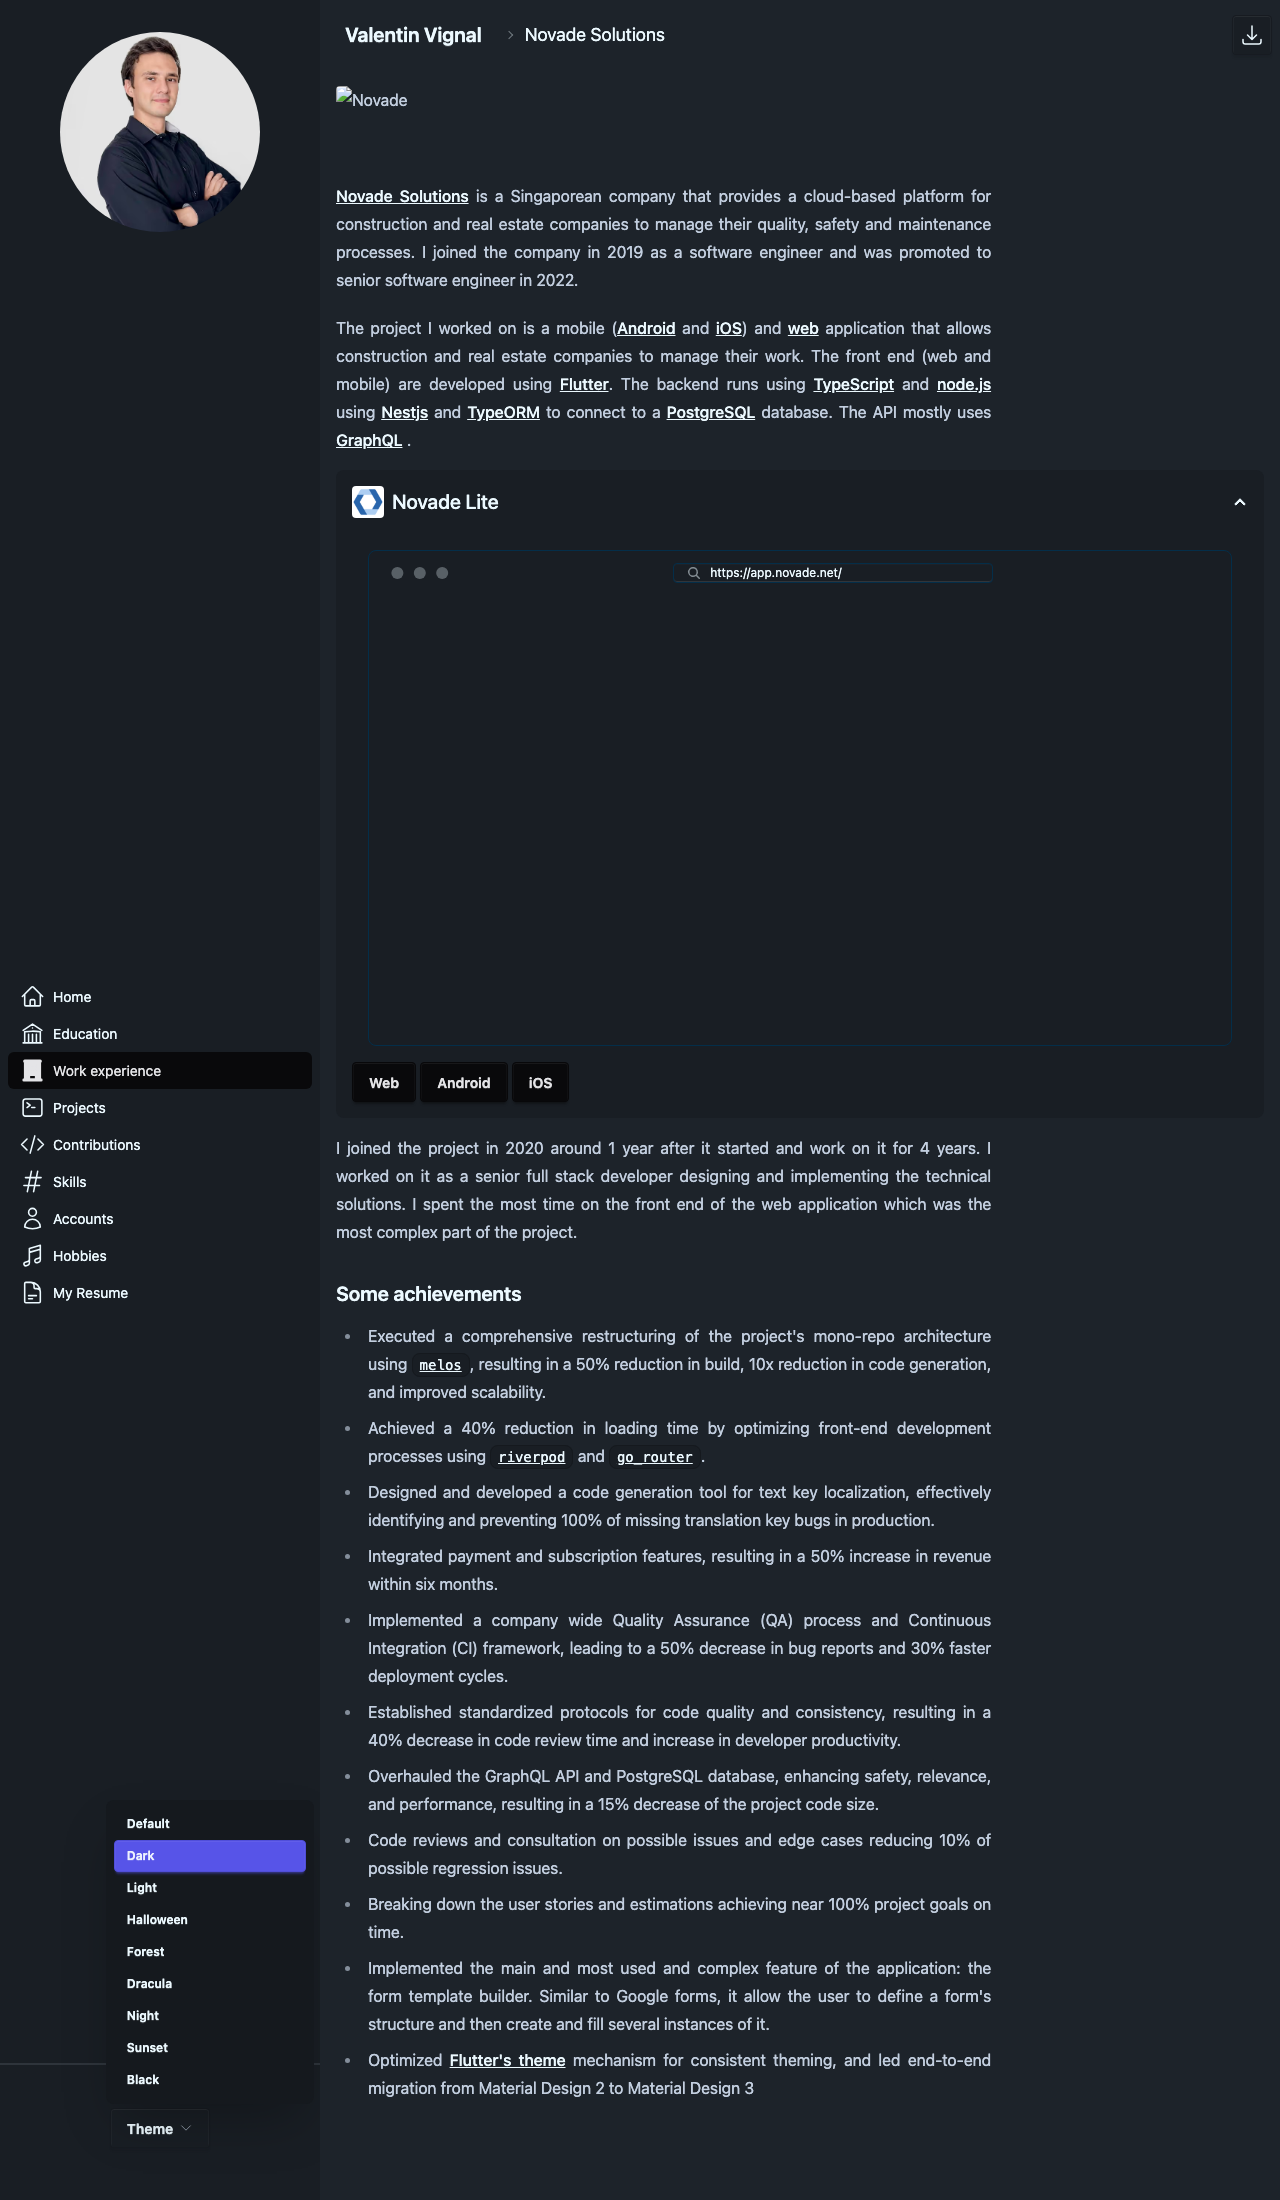 Valentin Vignal
Novade Solutions
Novade
Novade Solutions is a Singaporean company that provides a cloud-based platform for
construction and real estate companies to manage their quality, safety and maintenance
processes. I joined the company in 2019 as a software engineer and was promoted to
senior software engineer in 2022.
The project I worked on is a mobile (Android and iOS) and web application that allows
construction and real estate companies to manage their work. The front end (web and
mobile) are developed using Flutter. The backend runs using TypeScript and node.js
using Nestjs and TypeORM to connect to a PostgreSQL database. The API mostly uses
GraphQL .
Novade Lite
https://app.novade.net/
Web Android iOS
I joined the project in 2020 around 1 year after it started and work on it for 4 years. I
worked on it as a senior full stack developer designing and implementing the technical
solutions. I spent the most time on the front end of the web application which was the
most complex part of the project.
Some achievements
• Executed a comprehensive restructuring of the project's mono-repo architecture
using melos , resulting in a 50% reduction in build, 10x reduction in code generation,
and improved scalability.
• Achieved a 40% reduction in loading time by optimizing front-end development
processes using riverpod and go_router .
• Designed and developed a code generation tool for text key localization, effectively
identifying and preventing 100% of missing translation key bugs in production.
• Integrated payment and subscription features, resulting in a 50% increase in revenue
within six months.
• Implemented a company wide Quality Assurance (QA) process and Continuous
Integration (CI) framework, leading to a 50% decrease in bug reports and 30% faster
deployment cycles.
• Established standardized protocols for code quality and consistency, resulting in a
40% decrease in code review time and increase in developer productivity.
• Overhauled the GraphQL API and PostgreSQL database, enhancing safety, relevance,
and performance, resulting in a 15% decrease of the project code size.
• Code reviews and consultation on possible issues and edge cases reducing 10% of
possible regression issues.
• Breaking down the user stories and estimations achieving near 100% project goals on
time.
• Implemented the main and most used and complex feature of the application: the
form template builder. Similar to Google forms, it allow the user to define a form's
structure and then create and fill several instances of it.
• Optimized Flutter's theme mechanism for consistent theming, and led end-to-end
migration from Material Design 2 to Material Design 3
Home
Education
Work experience
Projects
Contributions
Skills
Accounts
Hobbies
My Resume
Default
Dark
Light
Halloween
Forest
Dracula
Night
Sunset
Black
Theme